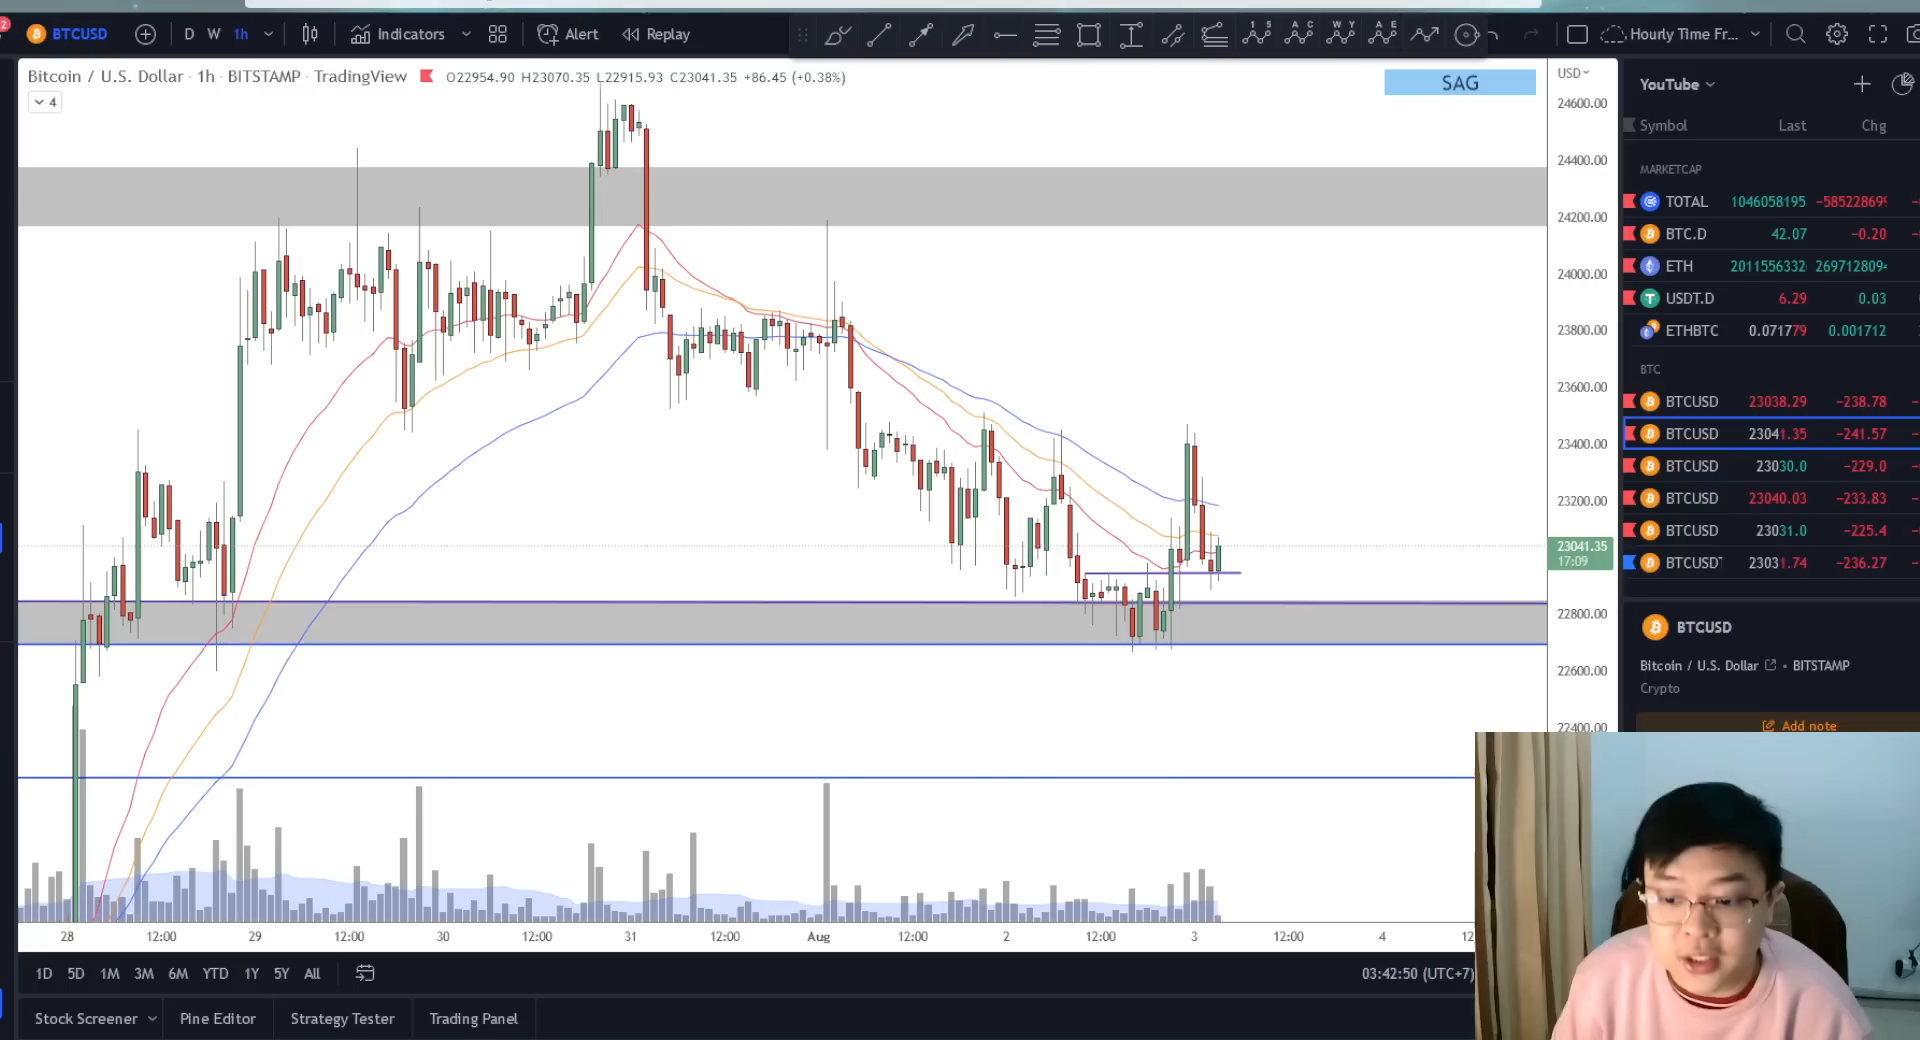 2 BTCUSD D W 1h Indicators Alert Replay 1 5 A C W Y A E Hourly Time Fr...
Bitcoin / U.S. Dollar · 1h · BITSTAMP · TradingView O22954.90 H23070.35 L22915.93 C23041.35 +86.45 (+0.38%)
4
SAG
USD
24600.00
24400.00
24200.00
24000.00
23800.00
23600.00
23400.00
23200.00
23041.35
17:09
22800.00
22600.00
22400.00
28 12:00 29 12:00 30 12:00 31 12:00 Aug 12:00 2 12:00 3 12:00 4
1D 5D 1M 3M 6M YTD 1Y 5Y All
03:42:50 (UTC+7)
Stock Screener Pine Editor Strategy Tester Trading Panel
YouTube
Symbol Last Chg
MARKETCAP
TOTAL 1046058195 −58522869
BTC.D 42.07 −0.20
ETH 2011556332 269712809
USDT.D 6.29 0.03
ETHBTC 0.071779 0.001712
BTC
BTCUSD 23038.29 −238.78
BTCUSD 23041.35 −241.57
BTCUSD 23030.0 −229.0
BTCUSD 23040.03 −233.83
BTCUSD 23031.0 −225.4
BTCUSDT 23031.74 −236.27
BTCUSD
Bitcoin / U.S. Dollar • BITSTAMP
Crypto
Add note